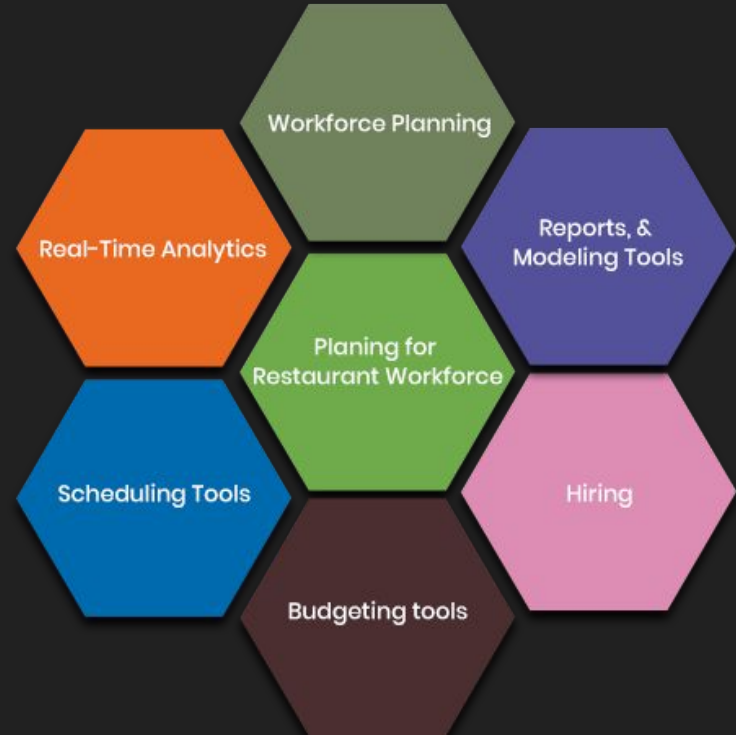 Workforce Planning
Real-Time Analytics
Reports, &
Modeling Tools
Planing for
Restaurant Workforce
Scheduling Tools
Hiring
Budgeting tools